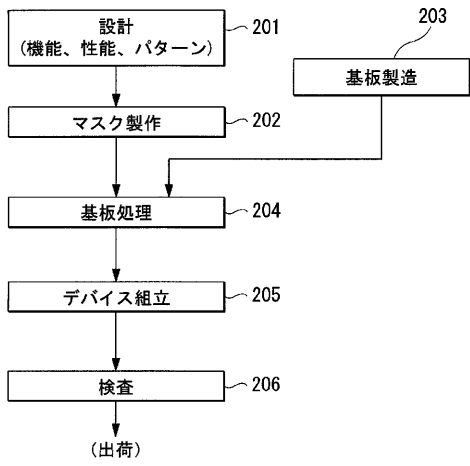 設計
(機能、性能、パターン)
201
203
基板製造
マスク製作
202
基板処理
204
デバイス組立
205
検査
206
(出荷)